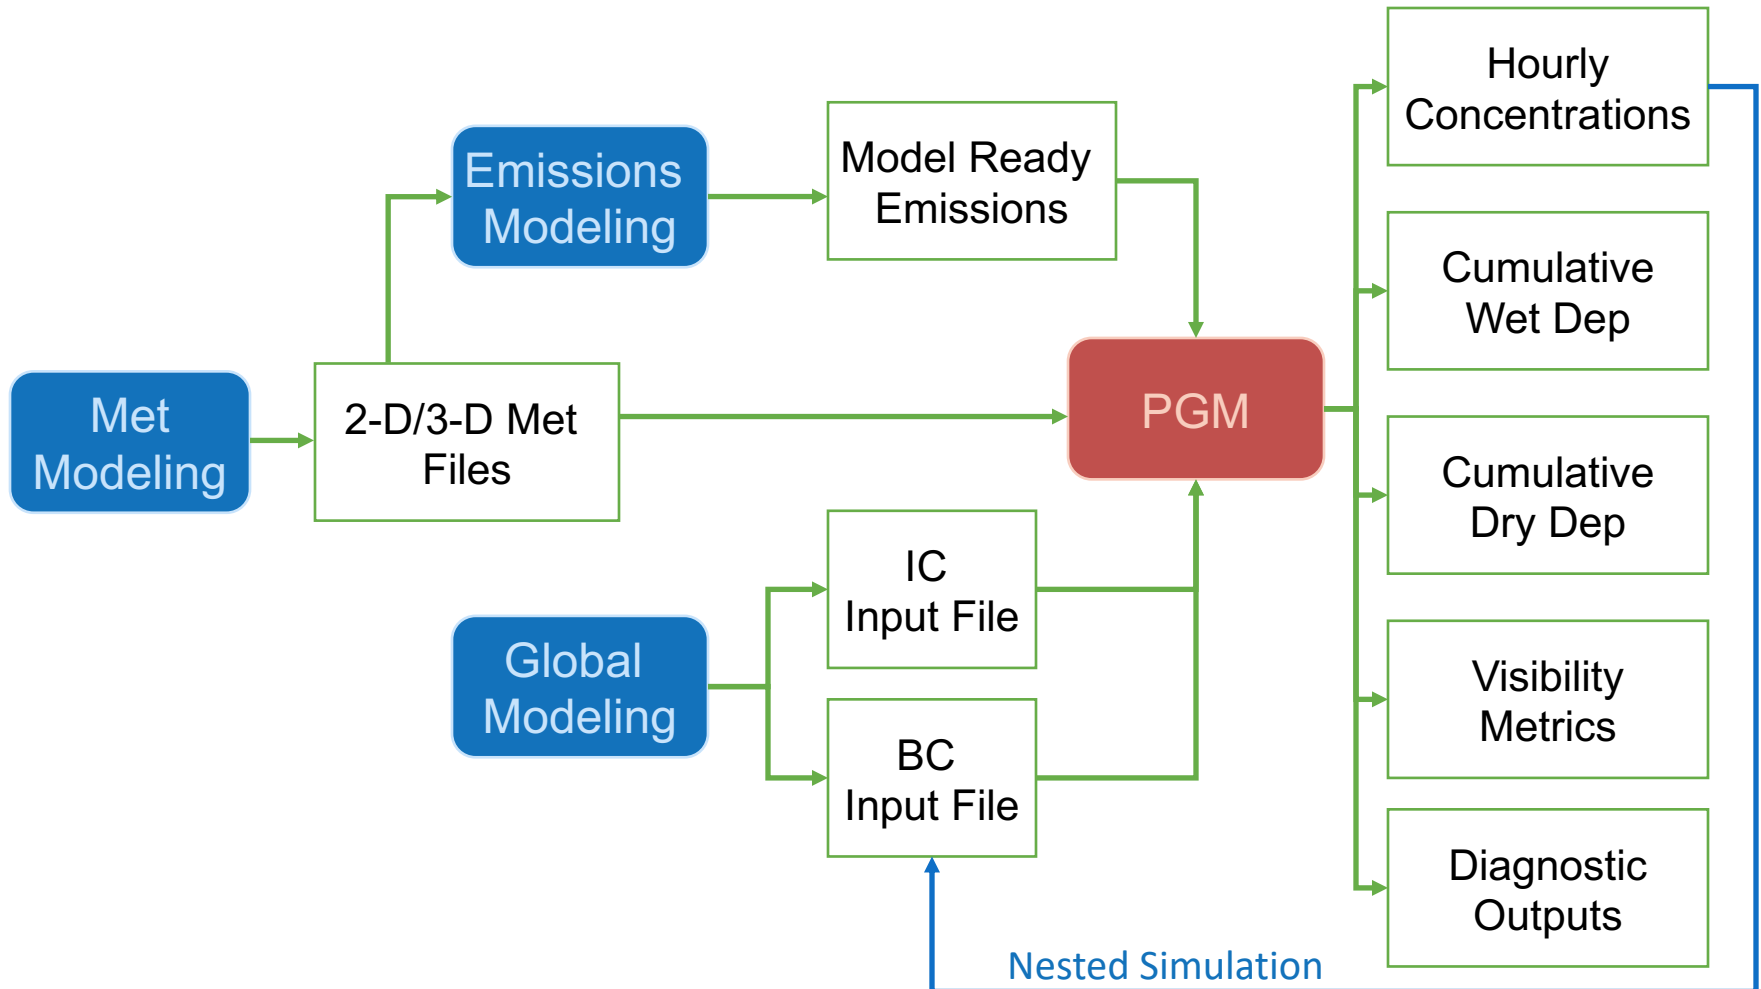 Met
Modeling
2-D/3-D Met
Files
Emissions
Modeling
Model Ready
Emissions
Global
Modeling
IC
Input File
BC
Input File
PGM
Hourly
Concentrations
Cumulative
Wet Dep
Cumulative
Dry Dep
Visibility
Metrics
Diagnostic
Outputs
Nested Simulation